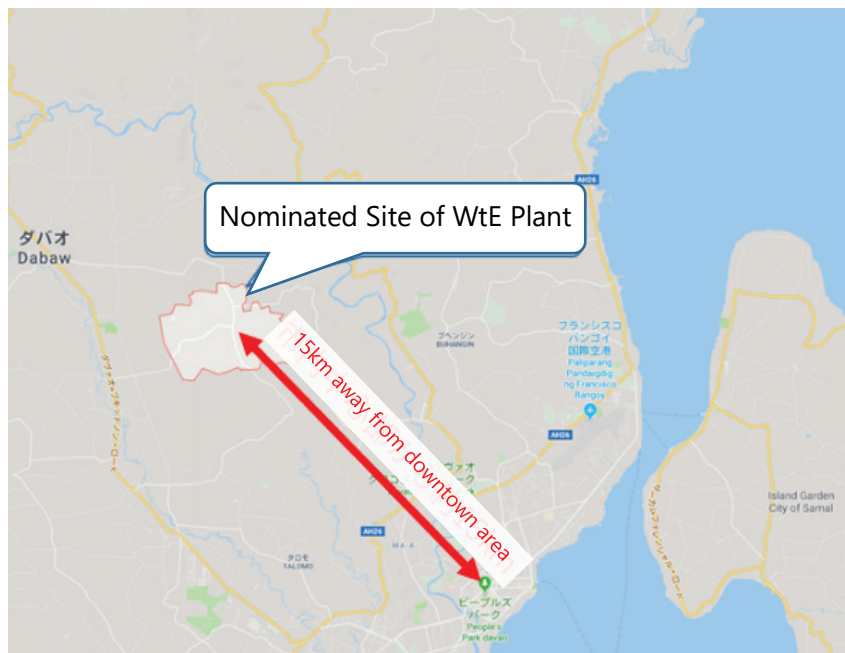 AH26
Nominated Site of WtE Plant
ダバオ
Dabaw
15km away from downtown area
ブヘンジン
BUHANGIN
フランシスコ
バンゴイ
国際空港
Paliparang
Pandaigdig
ng Francisco
Bangoy
AH26
Island Garden
City of Samal
AH26
MA-A
タロモ
TALOMO
ピープルズ
パーク
People's
Park davao